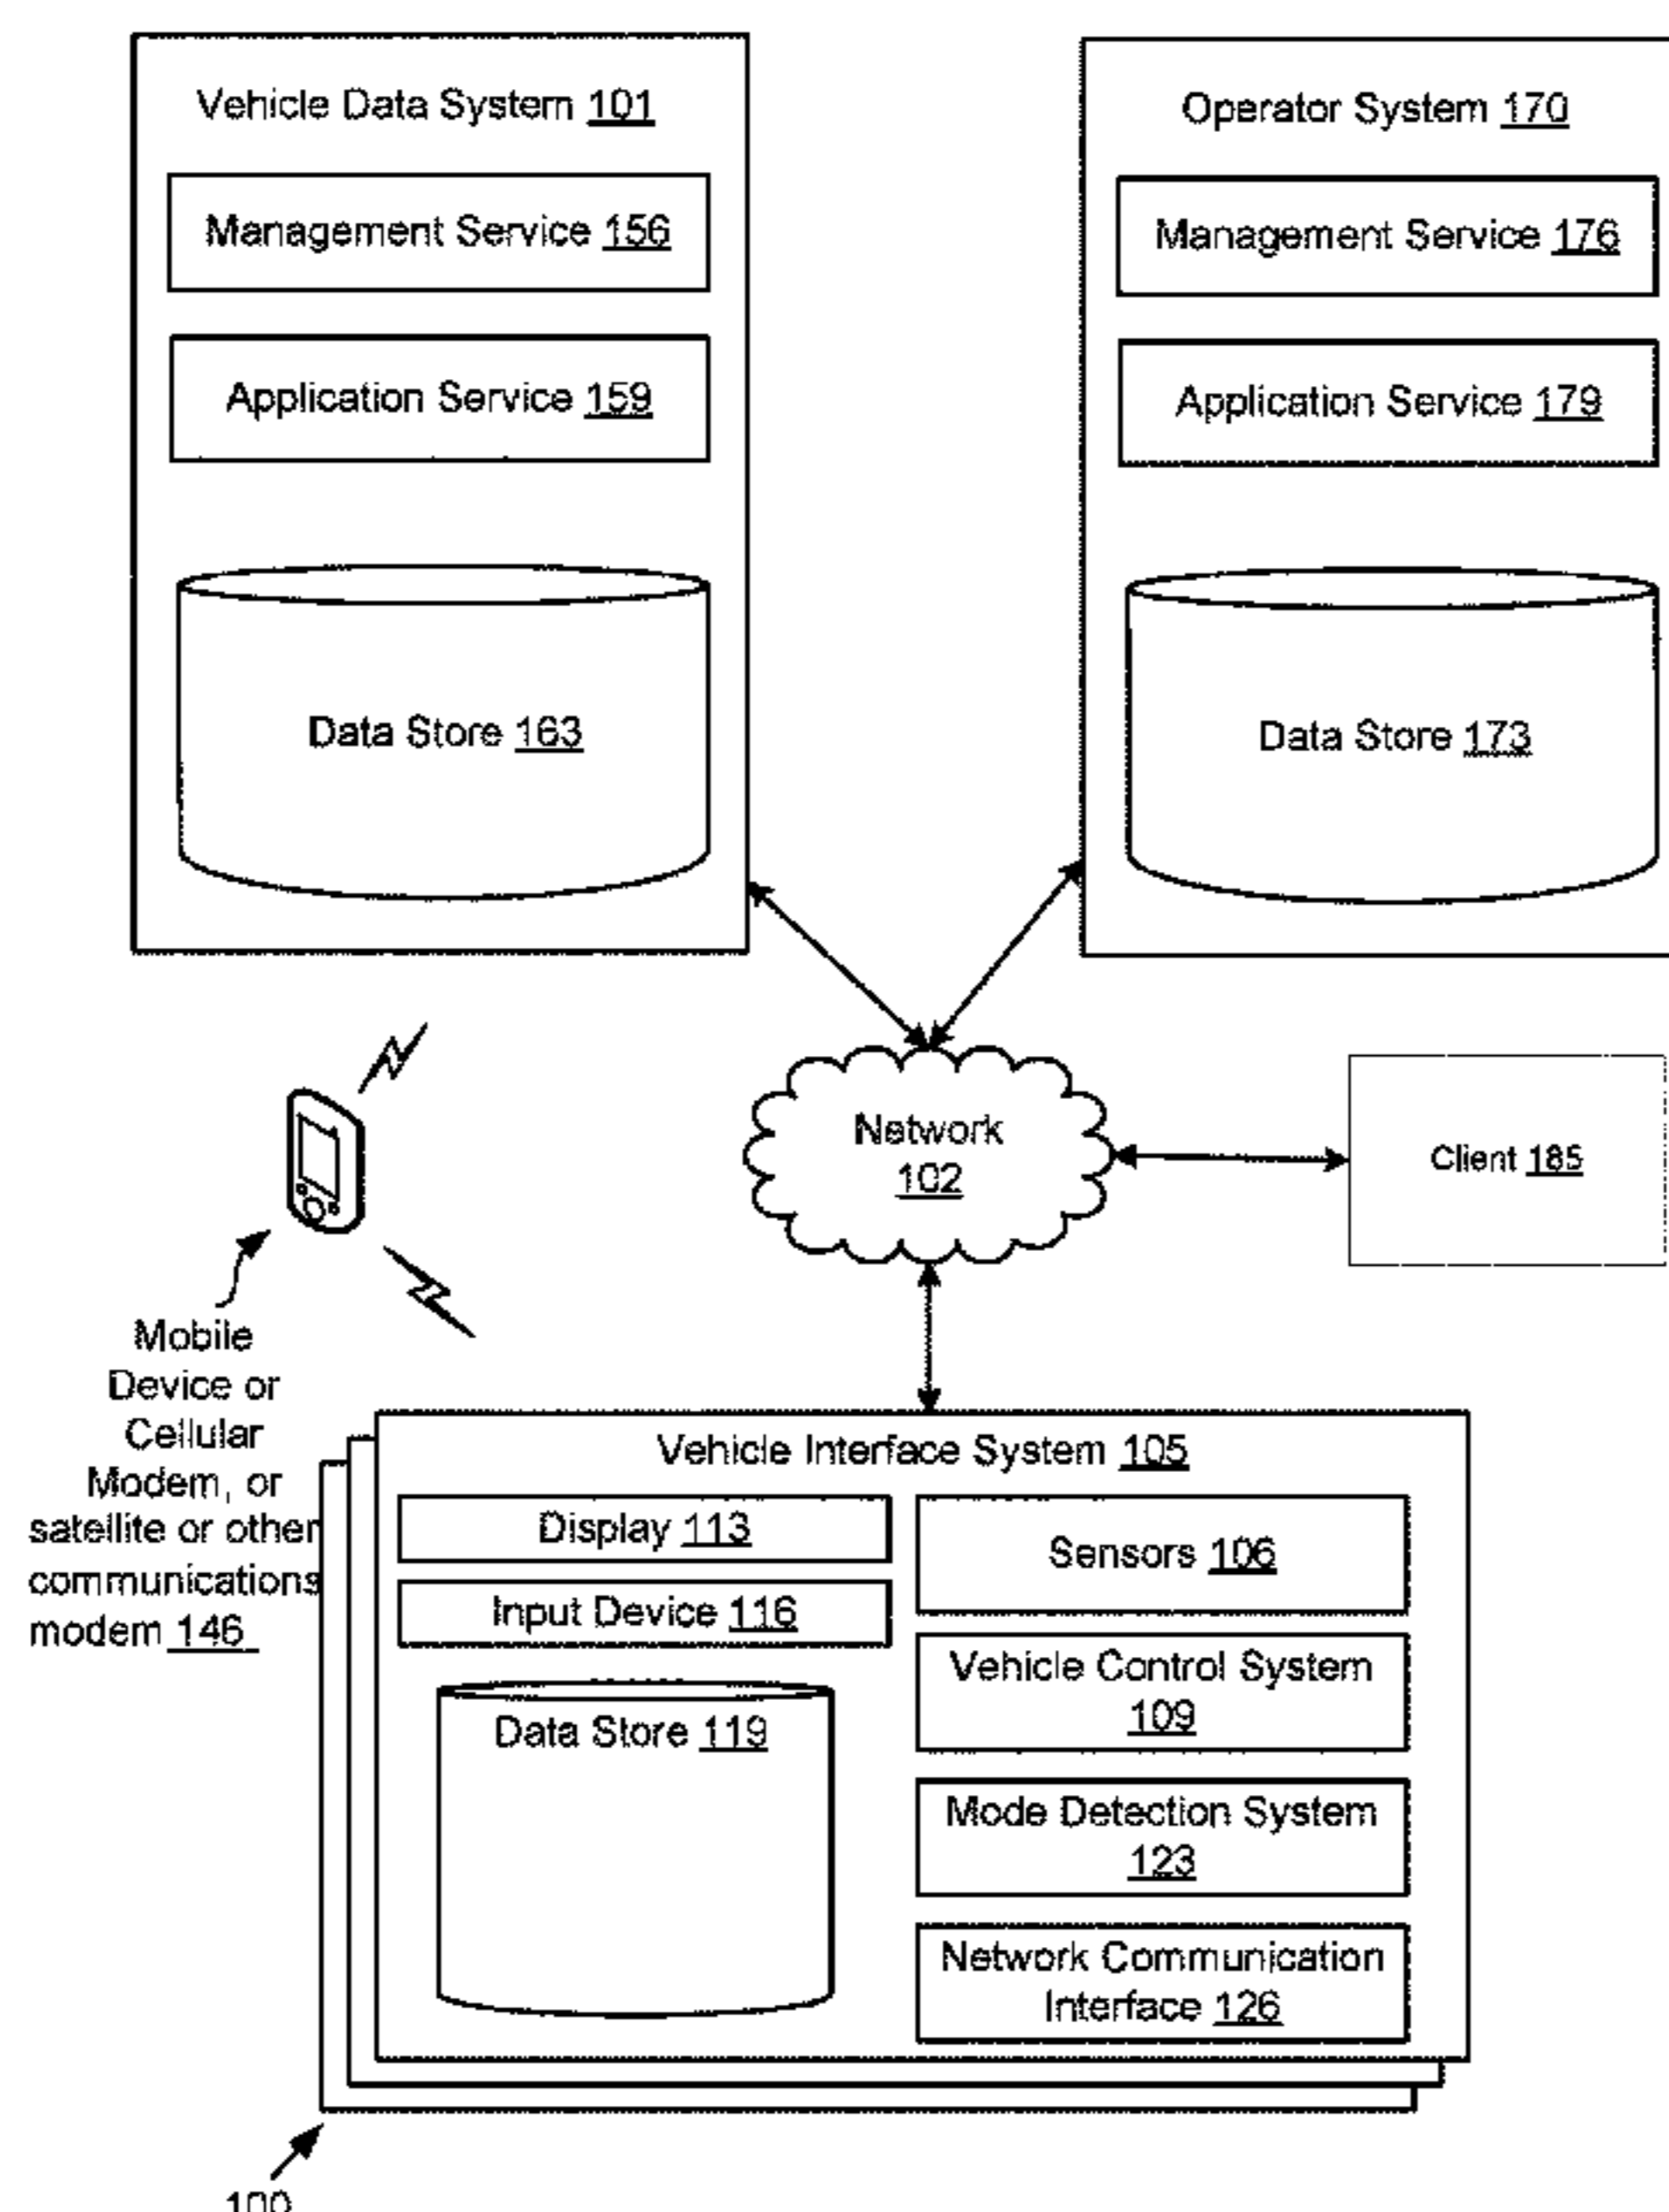 Vehicle Data System 101
Management Service 156
Application Service 159
Data Store 163
Operator System 170
Management Service 176
Application Service 179
Data Store 173
Network
102
Client 185
Mobile
Device or
Cellular
Modem, or
satellite or other
communications
modem 146
Vehicle Interface System 105
Display 113
Input Device 116
Data Store 119
Sensors 106
Vehicle Control System
109
Mode Detection System
123
Network Communication
Interface 126
100